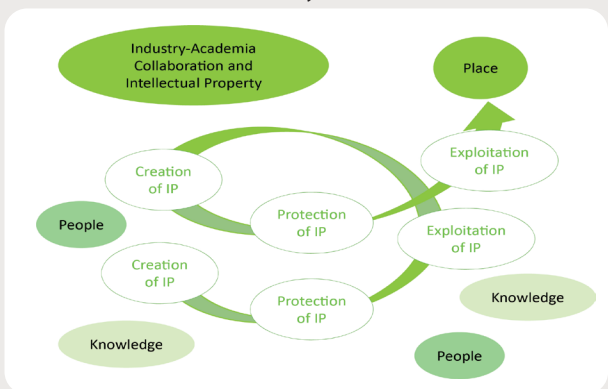 Industry-Academia
Collaboration and
Intellectual Property
Place
Creation
of IP
Exploitation
of IP
Protection
of IP
People
Exploitation
of IP
Creation
of IP
Protection
of IP
Knowledge
Knowledge
People